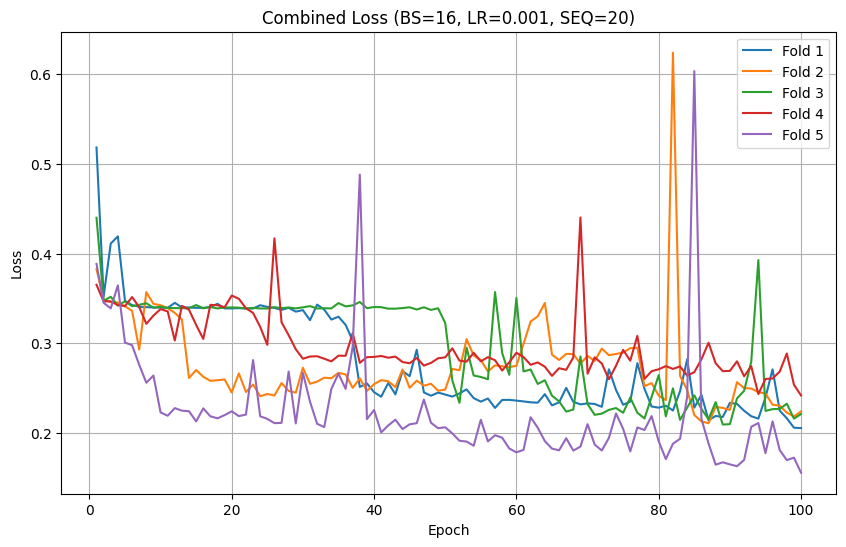 Combined Loss (BS=16, LR=0.001, SEQ=20)
Fold 1
Fold 2
Fold 3
Fold 4
Fold 5
Loss
0.6
0.5
0.4
0.3
0.2
0 20 40 60 80 100
Epoch